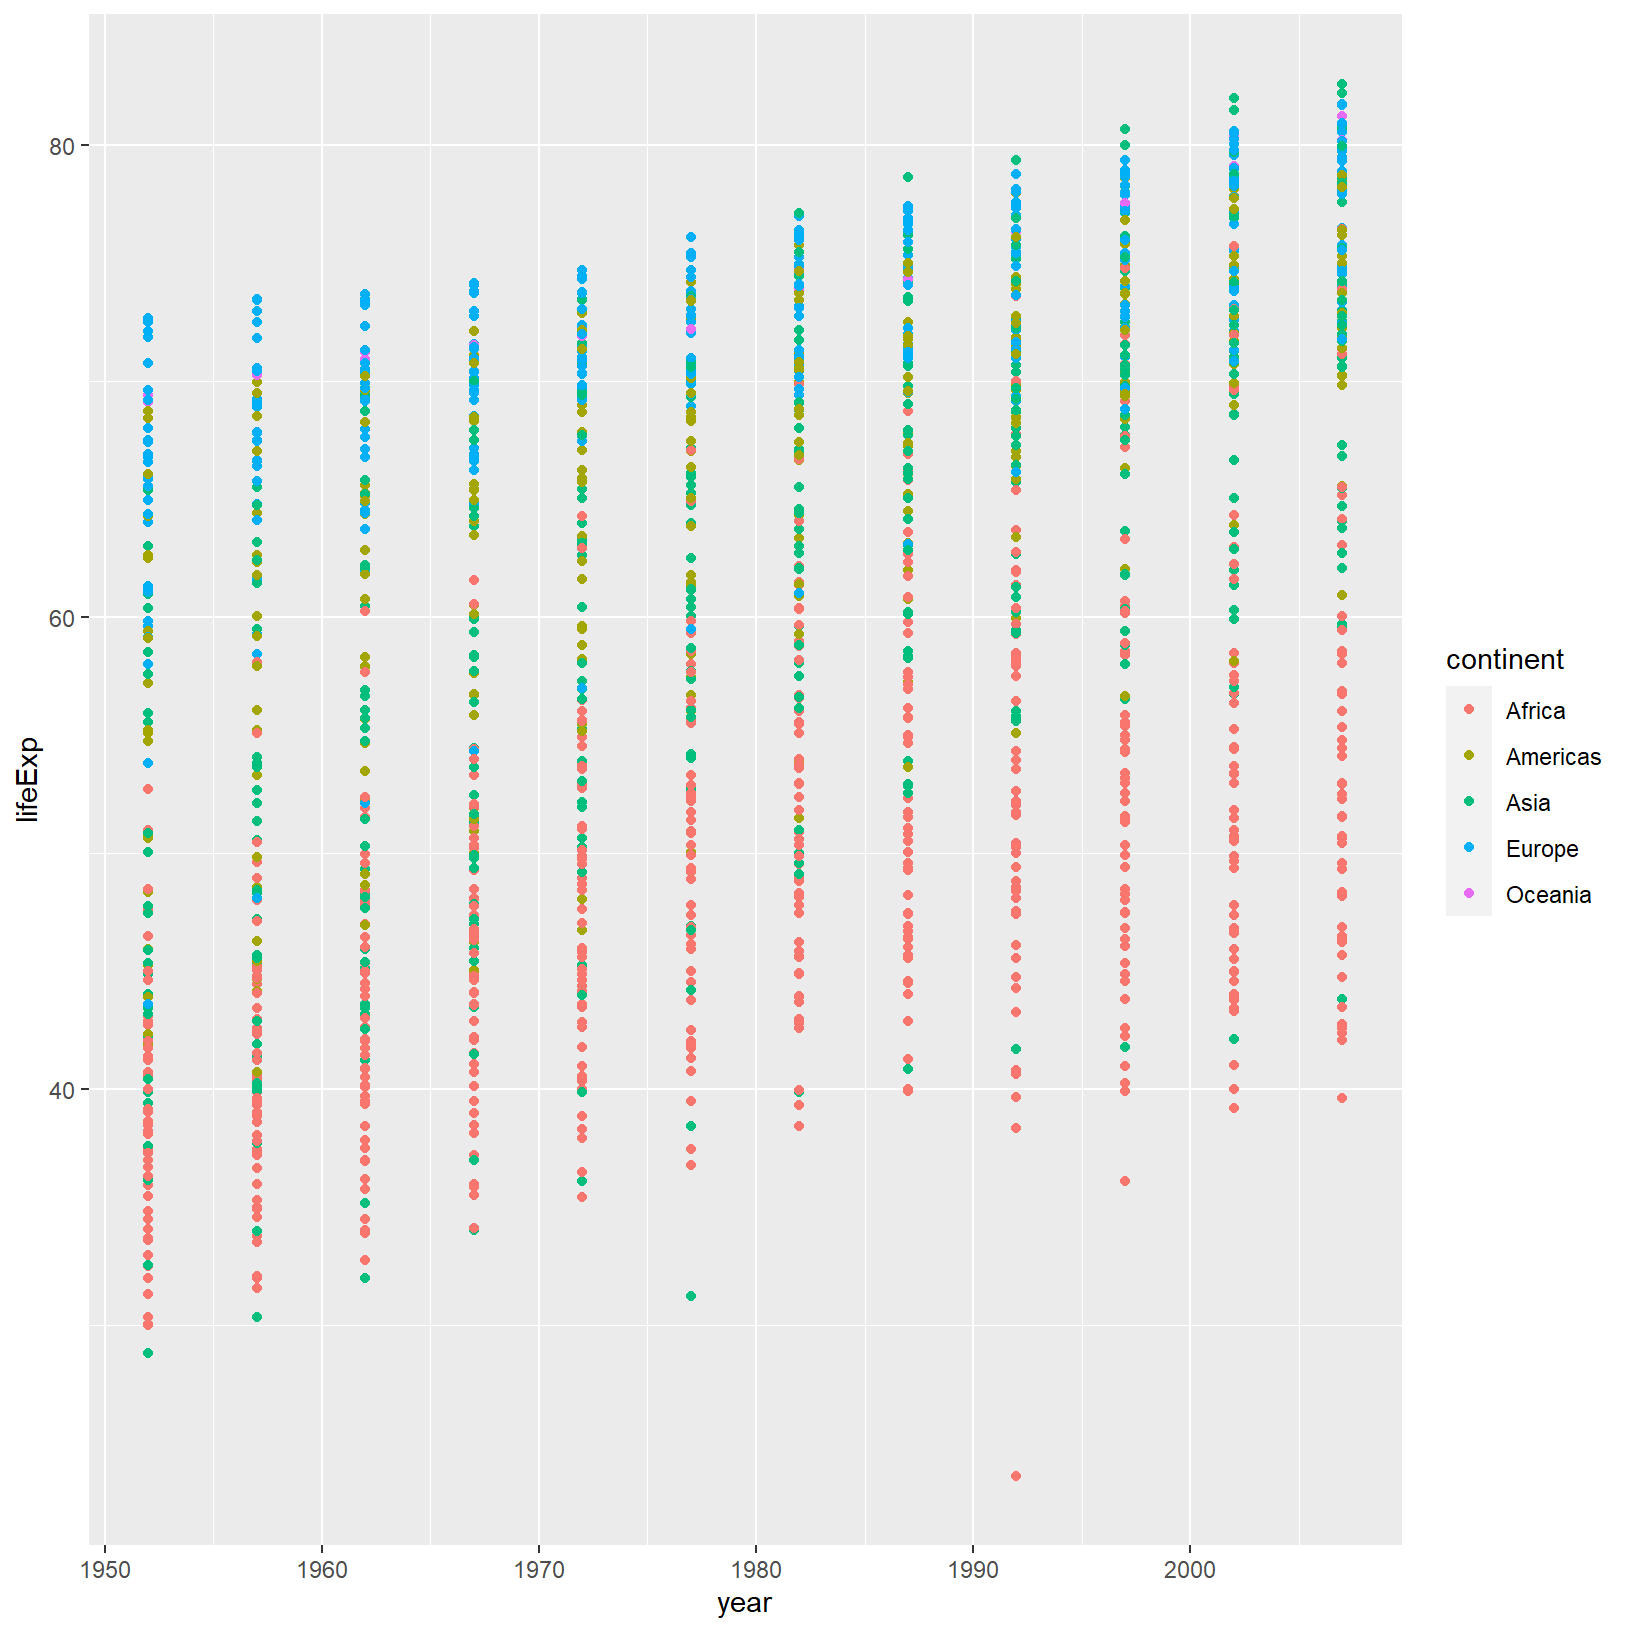 80
60
40
lifeExp
1950 1960 1970 1980 1990 2000
year
continent
Africa
Americas
Asia
Europe
Oceania